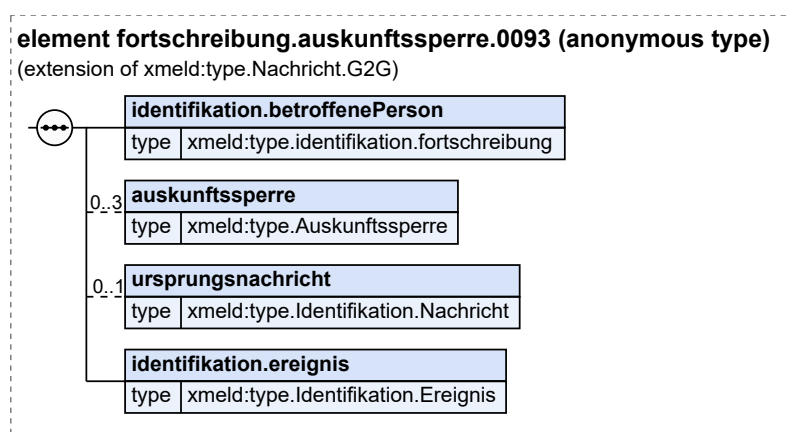 element fortschreibung.auskunftssperre.0093 (anonymous type)
(extension of xmeld:type.Nachricht.G2G)
identifikation.betroffenePerson
type xmeld:type.identifikation.fortschreibung
0..3 auskunftssperre
type xmeld:type.Auskunftssperre
0..1 ursprungsnachricht
type xmeld:type.Identifikation.Nachricht
identifikation.ereignis
type xmeld:type.Identifikation.Ereignis